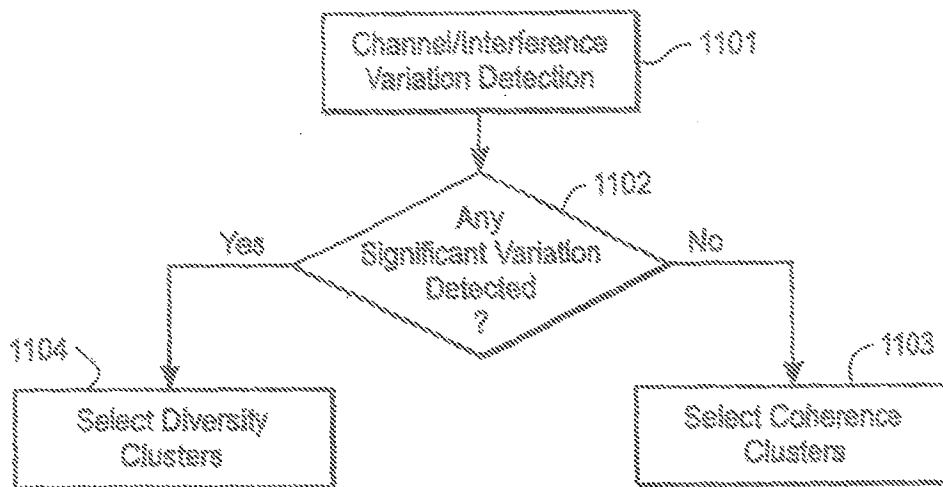 Channel/Interference
Variation Detection
1101
1102
Any
Significant Variation
Detected
?
Yes
No
1104
1103
Select Diversity
Clusters
Select Coherence
Clusters